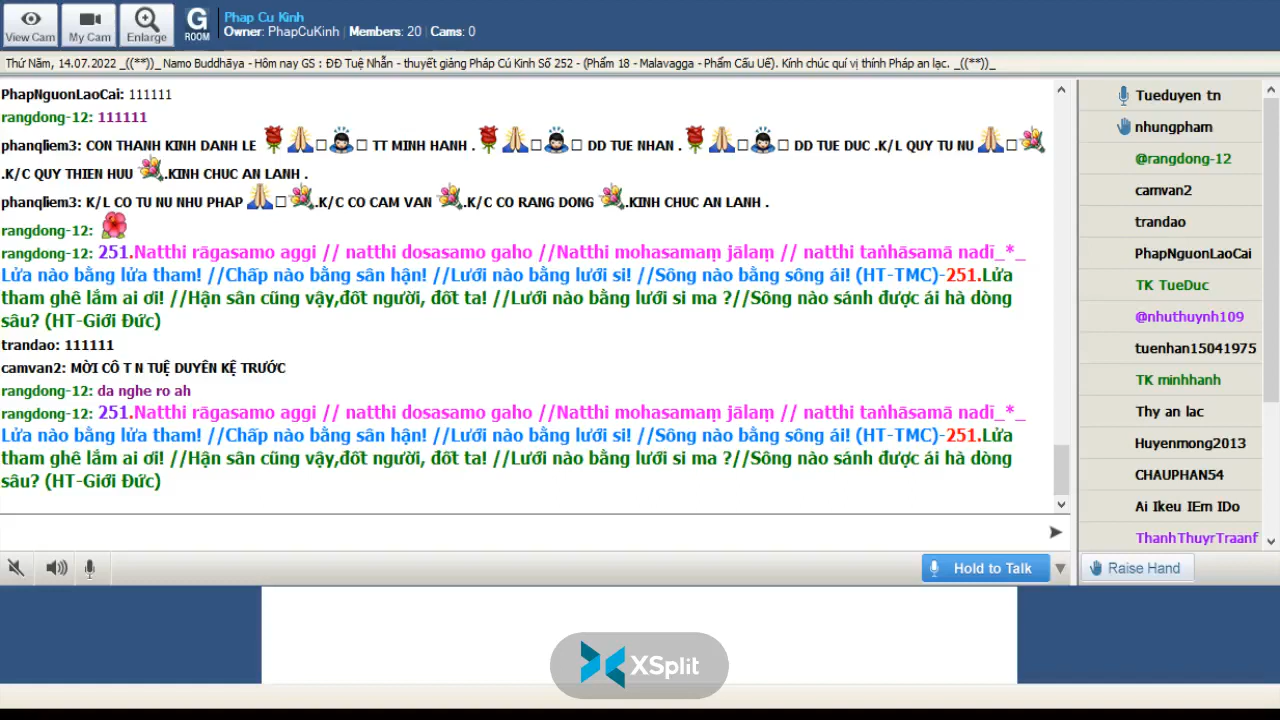 Phap Cu Kinh
View Cam
My Cam
Enlarge
G ROOM
Owner: PhapCuKinh | Members: 20 | Cams: 0
Thứ Năm, 14.07.2022 _((**))_ Namo Buddhāya - Hôm nay GS : ĐĐ Tuệ Nhẫn - thuyết giảng Pháp Cú Kinh Số 252 - (Phẩm 18 - Malavagga - Phẩm Cấu Uế). Kính chúc quí vị thính Pháp an lạc. _((**))_
PhapNguonLaoCai: 111111
rangdong-12: 111111
phanqliem3: CON THANH KINH DANH LE 🌹🙏□🙇□ TT MINH HANH .🌹🙏□🙇□ DD TUE NHAN .🌹🙏□🙇□ DD TUE DUC .K/L QUY TU NU 🙏□💐
.K/C QUY THIEN HUU 💐.KINH CHUC AN LANH .
phanqliem3: K/L CO TU NU NHU PHAP 🙏□💐.K/C CO CAM VAN 💐.K/C CO RANG DONG 💐.KINH CHUC AN LANH .
rangdong-12: 🌺
rangdong-12: 251.Natthi rāgasamo aggi // natthi dosasamo gaho //Natthi mohasamaṃ jālaṃ // natthi taṅhāsamā nadī_*_
Lửa nào bằng lửa tham! //Chấp nào bằng sân hận! //Lưới nào bằng lưới si! //Sông nào bằng sông ái! (HT-TMC)-251.Lửa
tham ghê lắm ai ơi! //Hận sân cũng vậy,đốt người, đốt ta! //Lưới nào bằng lưới si ma ?//Sông nào sánh được ái hà dòng
sâu? (HT-Giới Đức)
trandao: 111111
camvan2: MỜI CÔ T N TUỆ DUYÊN KỆ TRƯỚC
rangdong-12: da nghe ro ah
rangdong-12: 251.Natthi rāgasamo aggi // natthi dosasamo gaho //Natthi mohasamaṃ jālaṃ // natthi taṅhāsamā nadī_*_
Lửa nào bằng lửa tham! //Chấp nào bằng sân hận! //Lưới nào bằng lưới si! //Sông nào bằng sông ái! (HT-TMC)-251.Lửa
tham ghê lắm ai ơi! //Hận sân cũng vậy,đốt người, đốt ta! //Lưới nào bằng lưới si ma ?//Sông nào sánh được ái hà dòng
sâu? (HT-Giới Đức)
Tueduyen tn
nhungpham
@rangdong-12
camvan2
trandao
PhapNguonLaoCai
TK TueDuc
@nhuthuynh109
tuenhan15041975
TK minhhanh
Thy an lac
Huyenmong2013
CHAUPHAN54
Ai Ikeu IEm IDo
ThanhThuyrTraanf
Hold to Talk
Raise Hand
XSplit